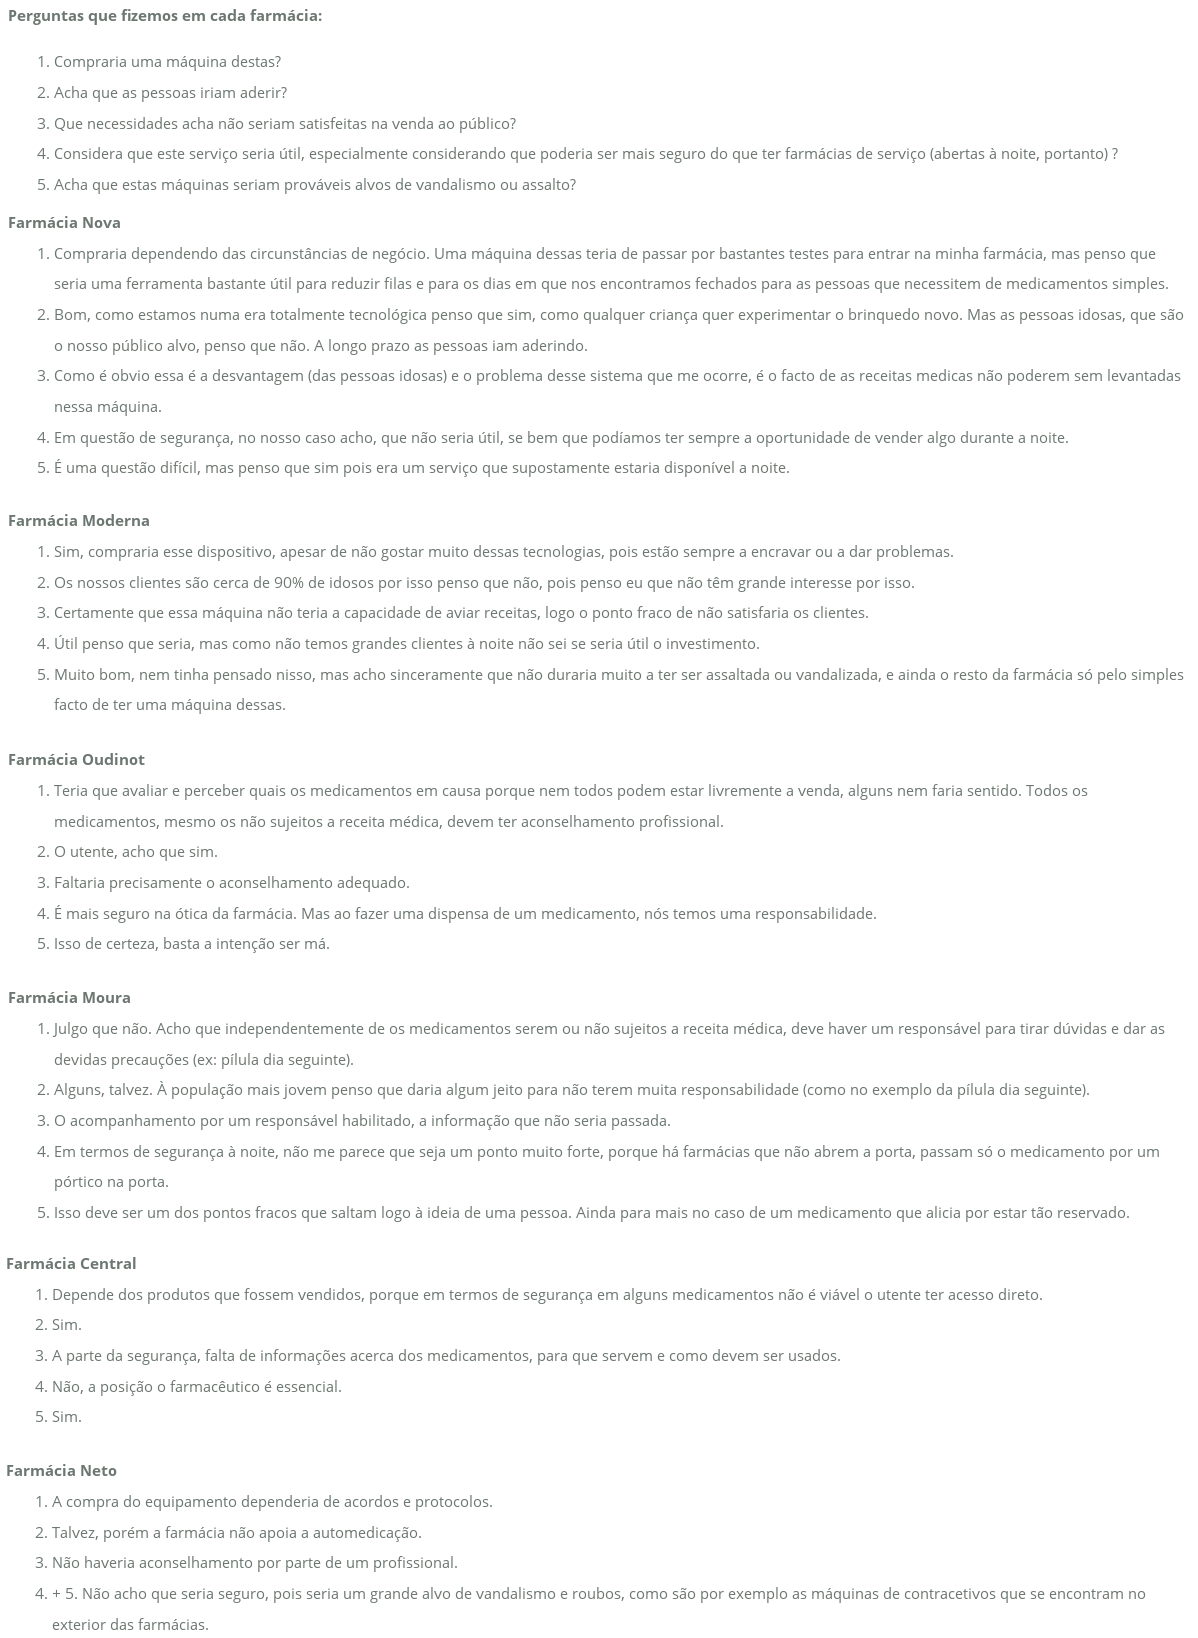 Perguntas que fizemos em cada farmácia:
1. Compraria uma máquina destas?
2. Acha que as pessoas iriam aderir?
3. Que necessidades acha não seriam satisfeitas na venda ao público?
4. Considera que este serviço seria útil, especialmente considerando que poderia ser mais seguro do que ter farmácias de serviço (abertas à noite, portanto) ?
5. Acha que estas máquinas seriam prováveis alvos de vandalismo ou assalto?
Farmácia Nova
1. Compraria dependendo das circunstâncias de negócio. Uma máquina dessas teria de passar por bastantes testes para entrar na minha farmácia, mas penso que
seria uma ferramenta bastante útil para reduzir filas e para os dias em que nos encontramos fechados para as pessoas que necessitem de medicamentos simples.
2. Bom, como estamos numa era totalmente tecnológica penso que sim, como qualquer criança quer experimentar o brinquedo novo. Mas as pessoas idosas, que são
o nosso público alvo, penso que não. A longo prazo as pessoas iam aderindo.
3. Como é obvio essa é a desvantagem (das pessoas idosas) e o problema desse sistema que me ocorre, é o facto de as receitas medicas não poderem sem levantadas
nessa máquina.
4. Em questão de segurança, no nosso caso acho, que não seria útil, se bem que podíamos ter sempre a oportunidade de vender algo durante a noite.
5. É uma questão difícil, mas penso que sim pois era um serviço que supostamente estaria disponível a noite.
Farmácia Moderna
1. Sim, compraria esse dispositivo, apesar de não gostar muito dessas tecnologias, pois estão sempre a encravar ou a dar problemas.
2. Os nossos clientes são cerca de 90% de idosos por isso penso que não, pois penso eu que não têm grande interesse por isso.
3. Certamente que essa máquina não teria a capacidade de aviar receitas, logo o ponto fraco de não satisfaria os clientes.
4. Útil penso que seria, mas como não temos grandes clientes à noite não sei se seria útil o investimento.
5. Muito bom, nem tinha pensado nisso, mas acho sinceramente que não duraria muito a ter ser assaltada ou vandalizada, e ainda o resto da farmácia só pelo simples
facto de ter uma máquina dessas.
Farmácia Oudinot
1. Teria que avaliar e perceber quais os medicamentos em causa porque nem todos podem estar livremente a venda, alguns nem faria sentido. Todos os
medicamentos, mesmo os não sujeitos a receita médica, devem ter aconselhamento profissional.
2. O utente, acho que sim.
3. Faltaria precisamente o aconselhamento adequado.
4. É mais seguro na ótica da farmácia. Mas ao fazer uma dispensa de um medicamento, nós temos uma responsabilidade.
5. Isso de certeza, basta a intenção ser má.
Farmácia Moura
1. Julgo que não. Acho que independentemente de os medicamentos serem ou não sujeitos a receita médica, deve haver um responsável para tirar dúvidas e dar as
devidas precauções (ex: pílula dia seguinte).
2. Alguns, talvez. À população mais jovem penso que daria algum jeito para não terem muita responsabilidade (como no exemplo da pílula dia seguinte).
3. O acompanhamento por um responsável habilitado, a informação que não seria passada.
4. Em termos de segurança à noite, não me parece que seja um ponto muito forte, porque há farmácias que não abrem a porta, passam só o medicamento por um
pórtico na porta.
5. Isso deve ser um dos pontos fracos que saltam logo à ideia de uma pessoa. Ainda para mais no caso de um medicamento que alicia por estar tão reservado.
Farmácia Central
1. Depende dos produtos que fossem vendidos, porque em termos de segurança em alguns medicamentos não é viável o utente ter acesso direto.
2. Sim.
3. A parte da segurança, falta de informações acerca dos medicamentos, para que servem e como devem ser usados.
4. Não, a posição o farmacêutico é essencial.
5. Sim.
Farmácia Neto
1. A compra do equipamento dependeria de acordos e protocolos.
2. Talvez, porém a farmácia não apoia a automedicação.
3. Não haveria aconselhamento por parte de um profissional.
4. + 5. Não acho que seria seguro, pois seria um grande alvo de vandalismo e roubos, como são por exemplo as máquinas de contracetivos que se encontram no
exterior das farmácias.